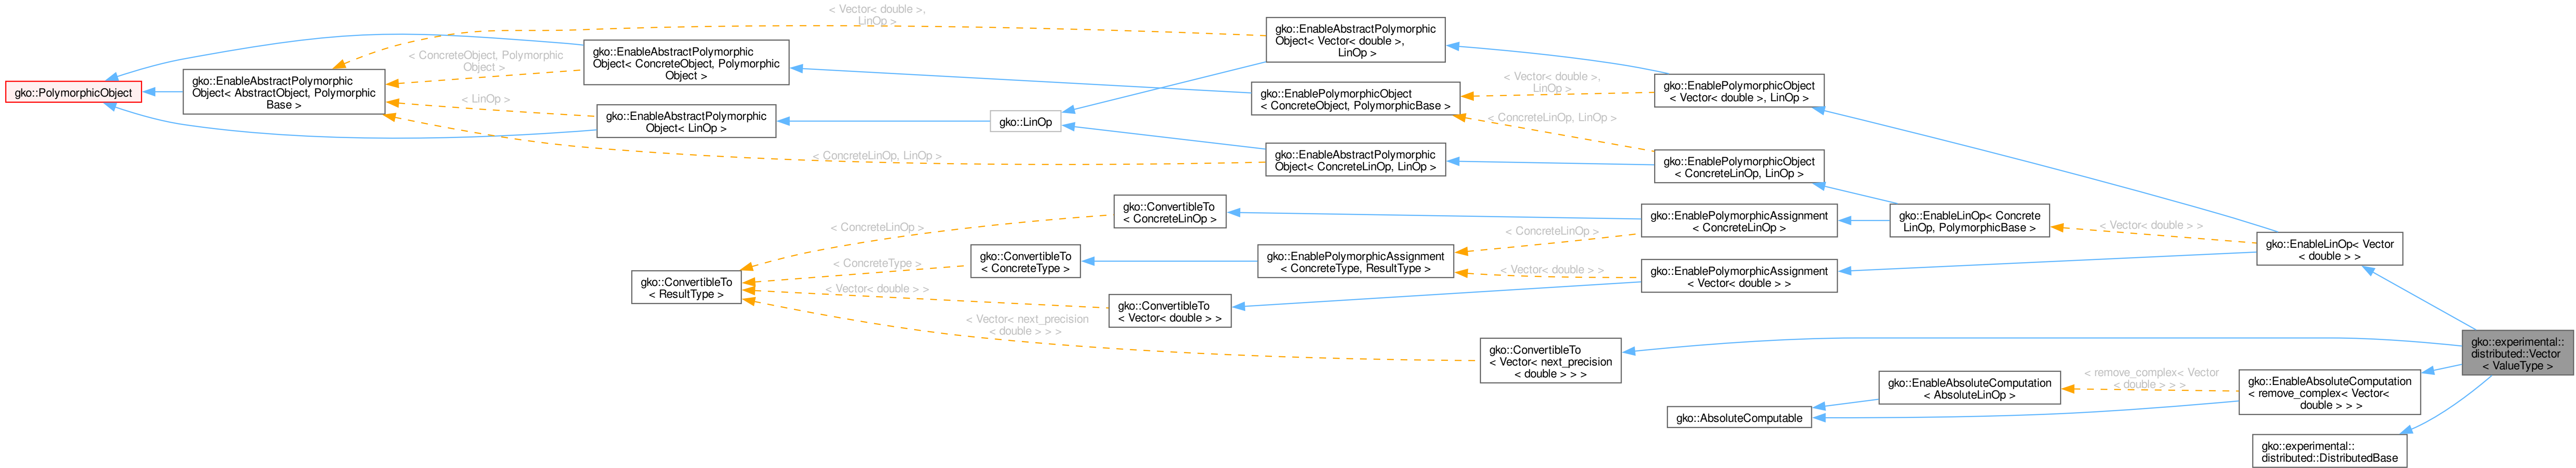 gko::PolymorphicObject
gko::EnableAbstractPolymorphic
Object< AbstractObject, Polymorphic
Base >
< Vector< double >,
LinOp >
< ConcreteObject, Polymorphic
Object >
< LinOp >
< ConcreteLinOp, LinOp >
gko::EnableAbstractPolymorphic
Object< ConcreteObject, Polymorphic
Object >
gko::EnableAbstractPolymorphic
Object< LinOp >
gko::LinOp
gko::EnableAbstractPolymorphic
Object< Vector< double >,
LinOp >
gko::EnablePolymorphicObject
< ConcreteObject, PolymorphicBase >
gko::EnableAbstractPolymorphic
Object< ConcreteLinOp, LinOp >
< Vector< double >,
LinOp >
< ConcreteLinOp, LinOp >
gko::EnablePolymorphicObject
< Vector< double >, LinOp >
gko::EnablePolymorphicObject
< ConcreteLinOp, LinOp >
gko::ConvertibleTo
< ResultType >
< ConcreteLinOp >
< ConcreteType >
< Vector< double > >
< Vector< next_precision
< double > > >
gko::ConvertibleTo
< ConcreteLinOp >
gko::ConvertibleTo
< ConcreteType >
gko::ConvertibleTo
< Vector< double > >
gko::EnablePolymorphicAssignment
< ConcreteType, ResultType >
< ConcreteLinOp >
< Vector< double > >
gko::EnablePolymorphicAssignment
< ConcreteLinOp >
gko::EnablePolymorphicAssignment
< Vector< double > >
gko::EnableLinOp< Concrete
LinOp, PolymorphicBase >
< Vector< double > >
gko::EnableLinOp< Vector
< double > >
gko::ConvertibleTo
< Vector< next_precision
< double > > >
gko::AbsoluteComputable
gko::EnableAbsoluteComputation
< AbsoluteLinOp >
< remove_complex< Vector
< double > > >
gko::EnableAbsoluteComputation
< remove_complex< Vector<
double > > >
gko::experimental::
distributed::DistributedBase
gko::experimental::
distributed::Vector
< ValueType >